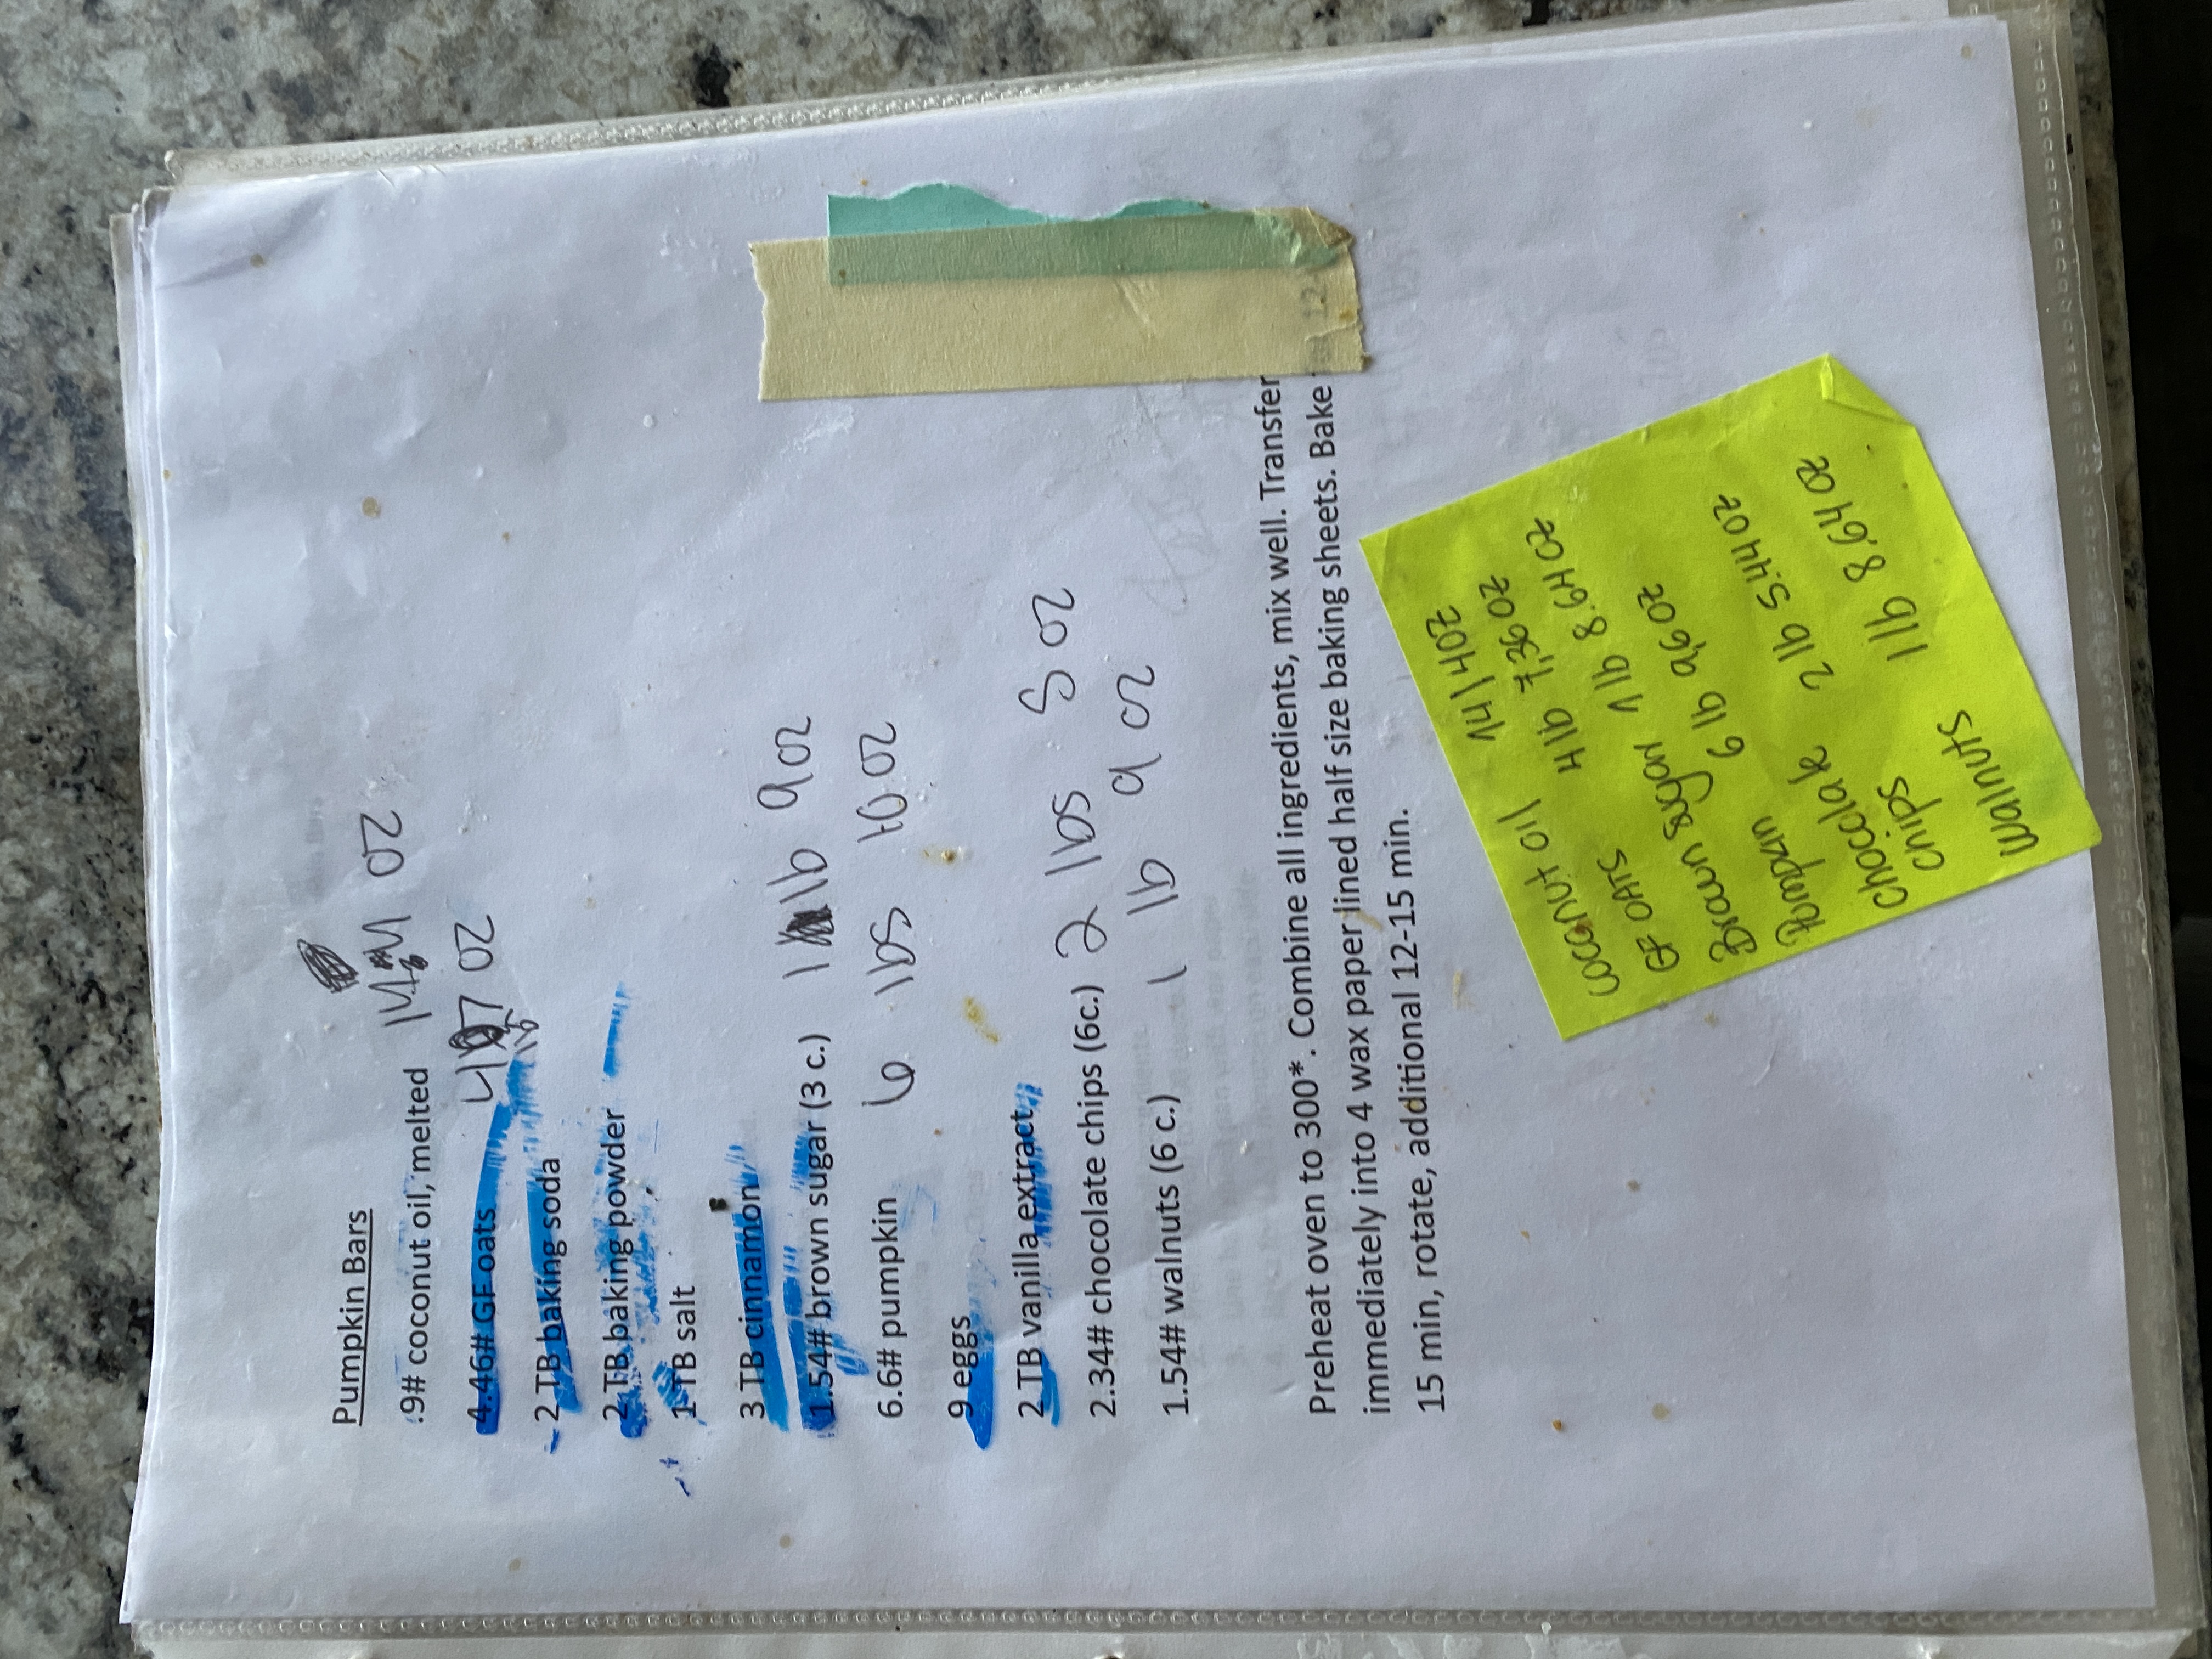 Pumpkin Bars
.9# coconut oil, melted 14 oz
4.46# GF oats 4 lb 7 oz
2 TB baking soda
2 TB baking powder
1 TB salt
3 TB cinnamon
1.54# brown sugar (3 c.) 1 lb 9 oz
6.6# pumpkin 6 lbs 10 oz
9 eggs
2 TB vanilla extract
2.34# chocolate chips (6c.) 2 lbs 5 oz
1.54# walnuts (6 c.) 1 lb 9 oz
Preheat oven to 300*. Combine all ingredients, mix well. Transfer
immediately into 4 wax paper lined half size baking sheets. Bake 12
15 min, rotate, additional 12-15 min.
coconut oil 14.40z
GF OATS 4 lb 7.36 oz
Brown sugar 1 lb 8.64 oz
Pumpkin 6 lb 9.6 oz
chocolate 2 lb 5.44 oz
chips
Walnuts 1 lb 8.64 oz